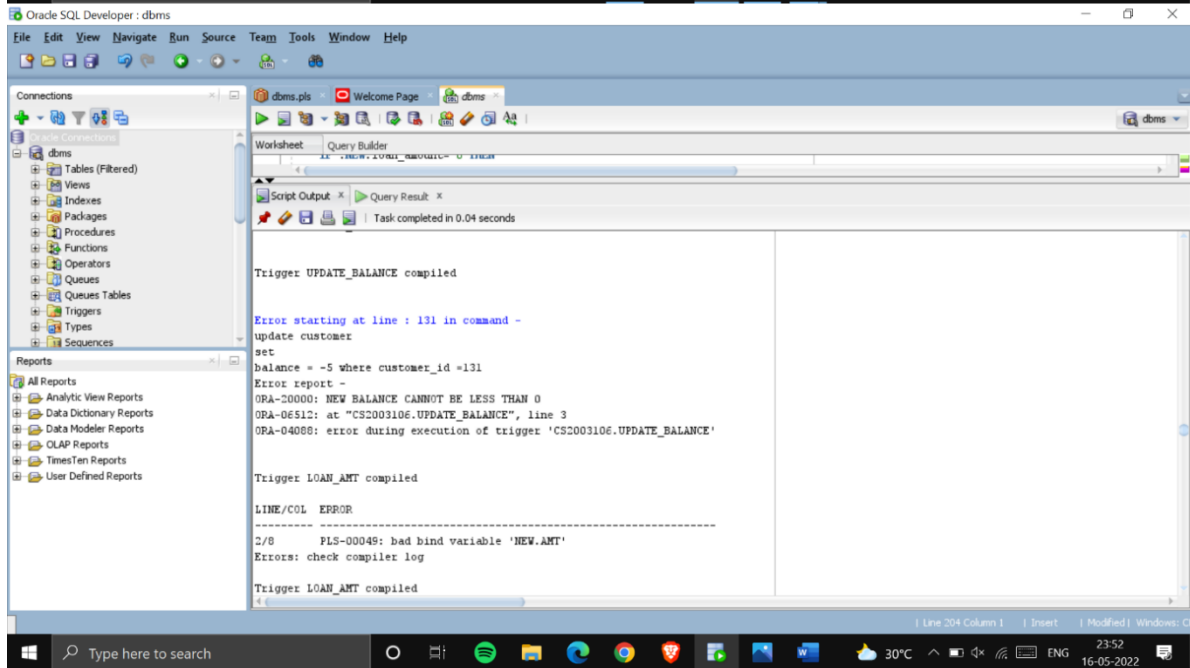 Oracle SQL Developer : dbms
File Edit View Navigate Run Source Team Tools Window Help
Connections
dbms.pls Welcome Page dbms
dbms
Oracle Connections
dbms
Tables (Filtered)
Views
Indexes
Packages
Procedures
Functions
Operators
Queues
Queues Tables
Triggers
Types
Sequences
Reports
All Reports
Analytic View Reports
Data Dictionary Reports
Data Modeler Reports
OLAP Reports
TimesTen Reports
User Defined Reports
Worksheet Query Builder
Script Output Query Result
Task completed in 0.04 seconds
Trigger UPDATE_BALANCE compiled
Error starting at line : 131 in command -
update customer
set
balance = -5 where customer_id =131
Error report -
ORA-20000: NEW BALANCE CANNOT BE LESS THAN 0
ORA-06512: at "CS2003106.UPDATE_BALANCE", line 3
ORA-04088: error during execution of trigger 'CS2003106.UPDATE_BALANCE'
Trigger LOAN_AMT compiled
LINE/COL ERROR
--------- -------------------------------------------------------------
2/8 PLS-00049: bad bind variable 'NEW.AMT'
Errors: check compiler log
Trigger LOAN_AMT compiled
Line 204 Column 1 | Insert | Modified | Windows: C
Type here to search
30°C ENG
23:52
16-05-2022